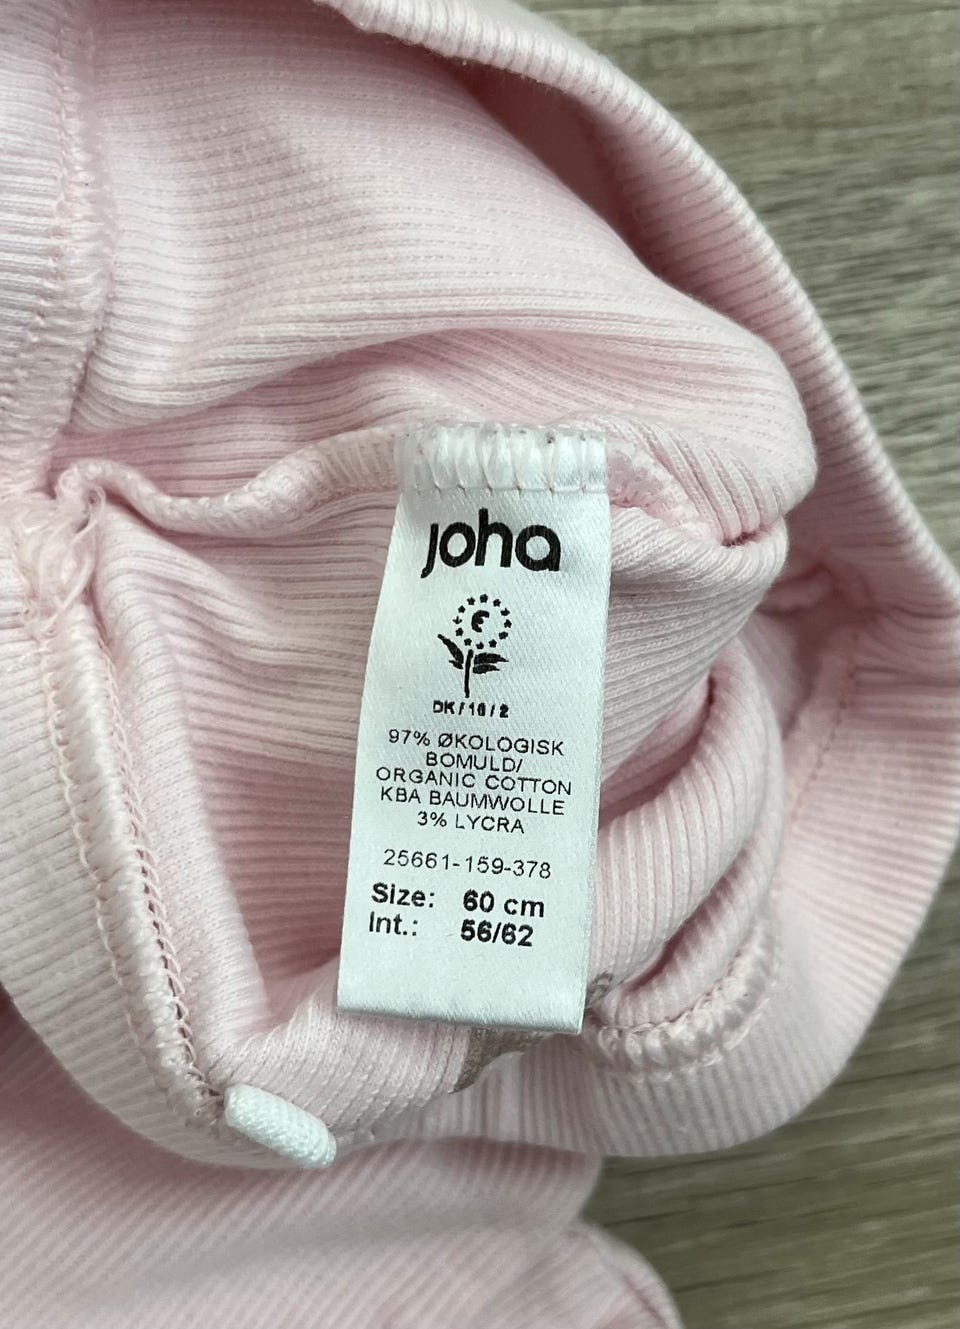 joha
€
DK/16/2
97% ØKOLOGISK
BOMULD/
ORGANIC COTTON
KBA BAUMWOLLE
3% LYCRA
25661-159-378
Size: 60 cm
Int.: 56/62